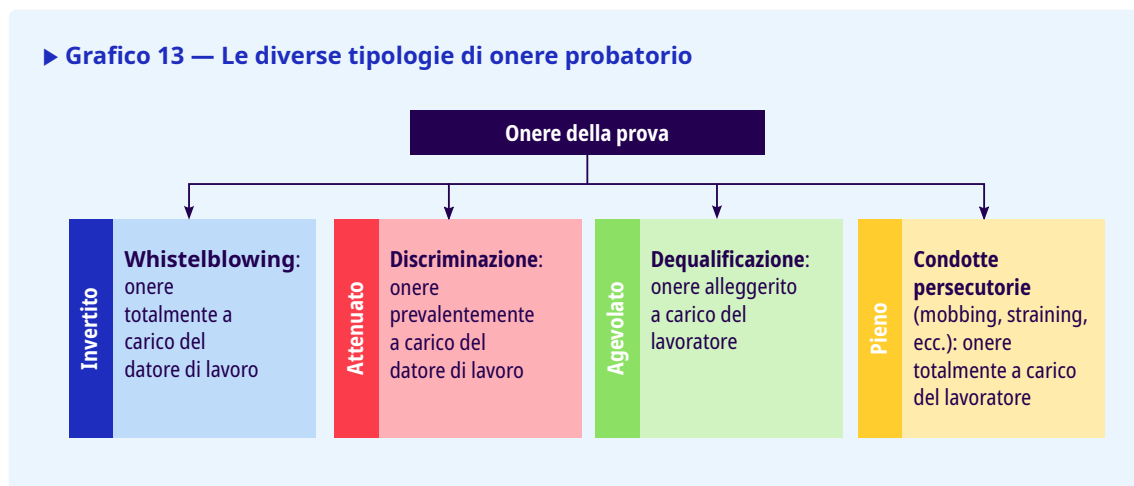 ▶ Grafico 13 — Le diverse tipologie di onere probatorio
Onere della prova
Invertito
Whistelblowing:
onere
totalmente a
carico del
datore di lavoro
Attenuato
Discriminazione:
onere
prevalentemente
a carico del
datore di lavoro
Agevolato
Dequalificazione:
onere alleggerito
a carico del
lavoratore
Pieno
Condotte
persecutorie
(mobbing, straining,
ecc.): onere
totalmente a carico
del lavoratore